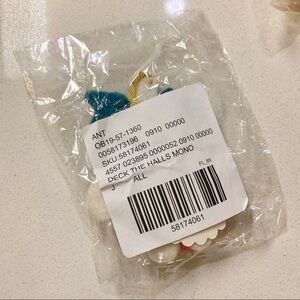 ANT
OB19-57-1360
0058173196 0910 00000
SKU:58174061
4557 023895 0000052 0910 00000
DECK THE HALLS MONO
J ALL
FL_89
58174061